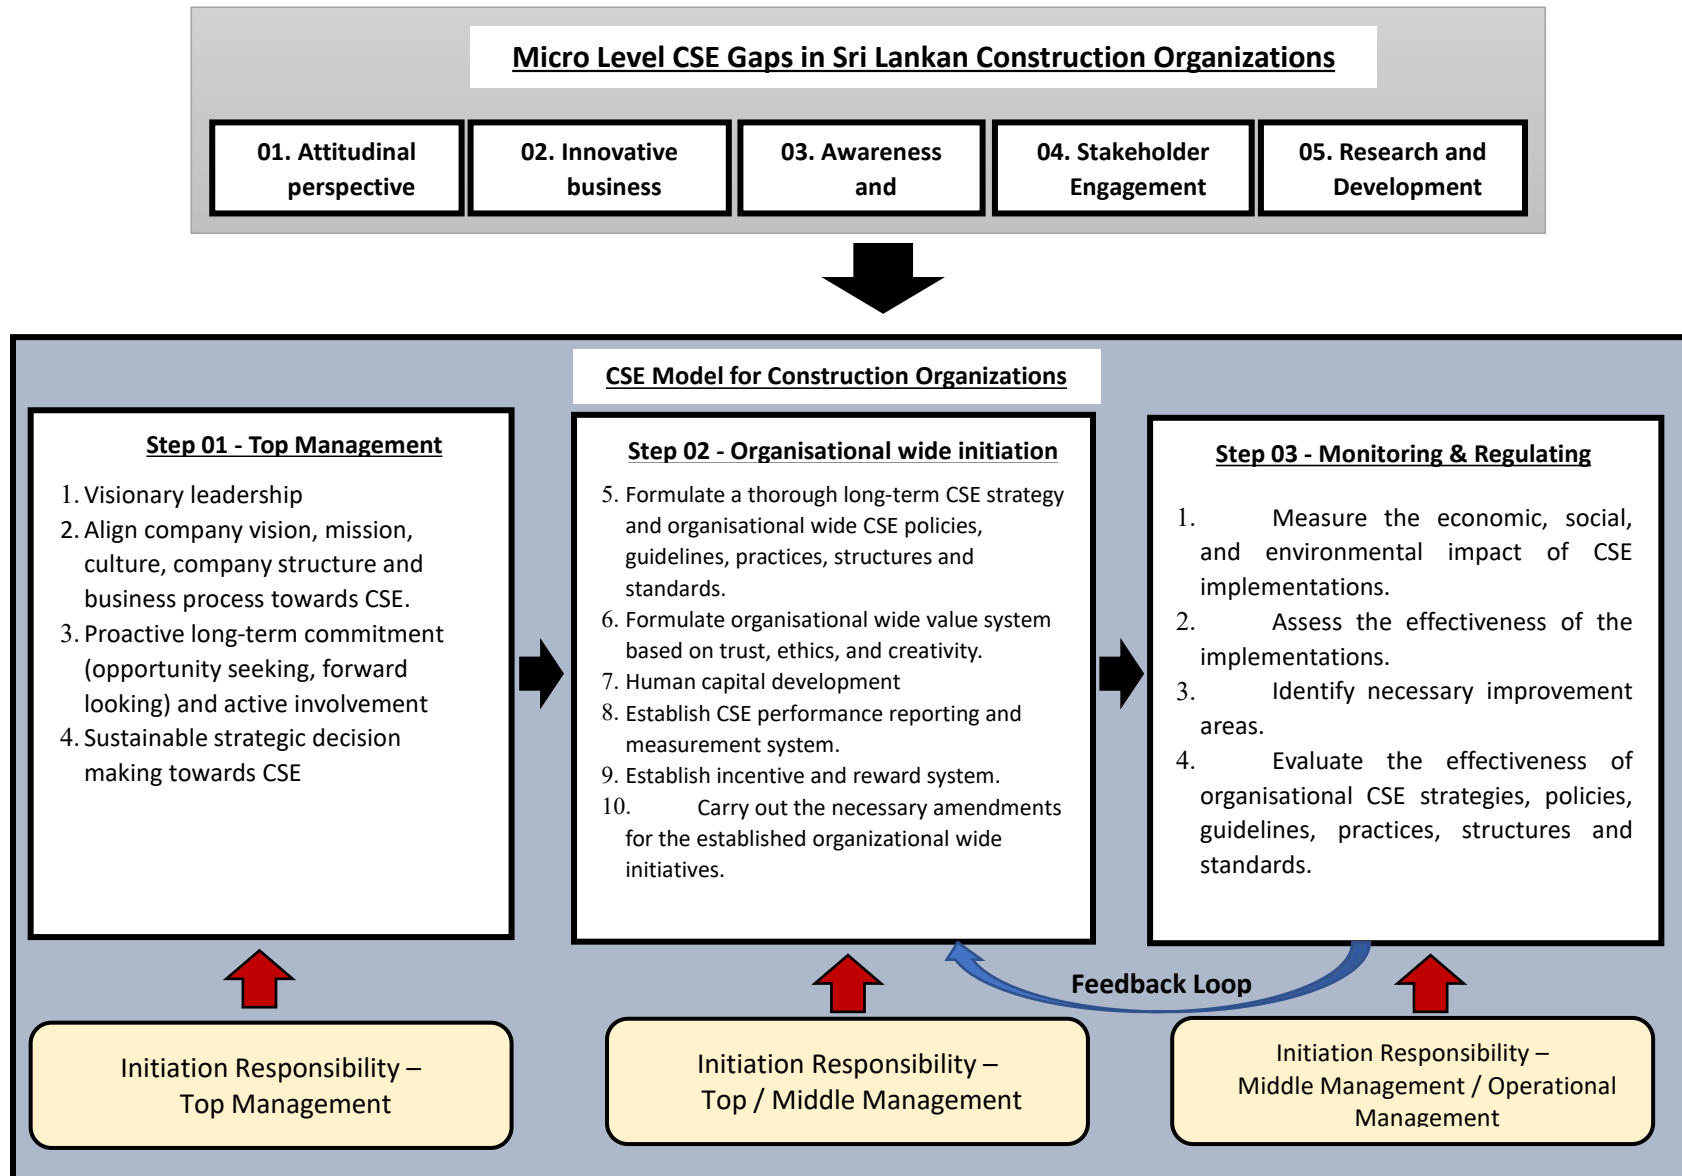 Micro Level CSE Gaps in Sri Lankan Construction Organizations
01. Attitudinal
perspective
02. Innovative
business
03. Awareness
and
04. Stakeholder
Engagement
05. Research and
Development
CSE Model for Construction Organizations
Step 01 - Top Management
1. Visionary leadership
2. Align company vision, mission,
culture, company structure and
business process towards CSE.
3. Proactive long-term commitment
(opportunity seeking, forward
looking) and active involvement
4. Sustainable strategic decision
making towards CSE
Step 02 - Organisational wide initiation
5. Formulate a thorough long-term CSE strategy
and organisational wide CSE policies,
guidelines, practices, structures and
standards.
6. Formulate organisational wide value system
based on trust, ethics, and creativity.
7. Human capital development
8. Establish CSE performance reporting and
measurement system.
9. Establish incentive and reward system.
10. Carry out the necessary amendments
for the established organizational wide
initiatives.
Step 03 - Monitoring & Regulating
1. Measure the economic, social,
and environmental impact of CSE
implementations.
2. Assess the effectiveness of the
implementations.
3. Identify necessary improvement
areas.
4. Evaluate the effectiveness of
organisational CSE strategies, policies,
guidelines, practices, structures and
standards.
Feedback Loop
Initiation Responsibility –
Top Management
Initiation Responsibility –
Top / Middle Management
Initiation Responsibility –
Middle Management / Operational
Management